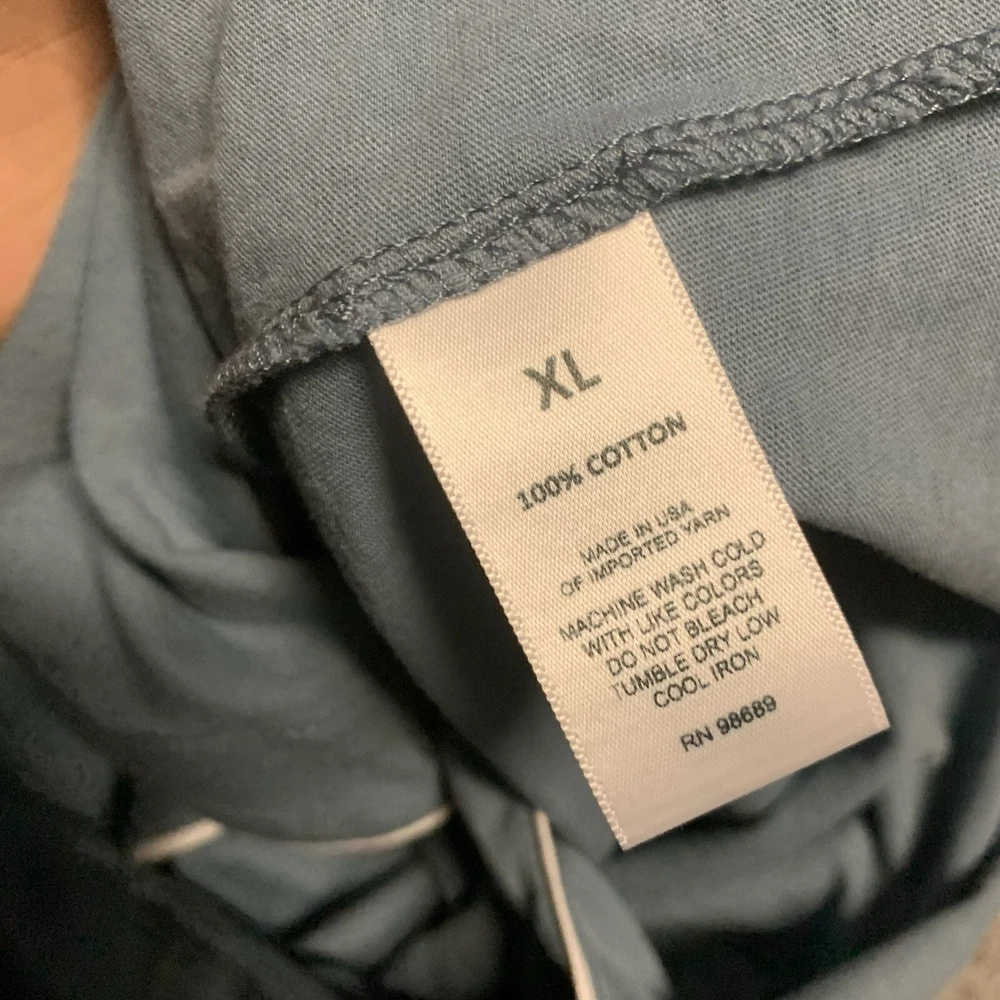 XL
100% COTTON
MADE IN USA
OF IMPORTED YARN
MACHINE WASH COLD
WITH LIKE COLORS
DO NOT BLEACH
TUMBLE DRY LOW
COOL IRON
RN 98689